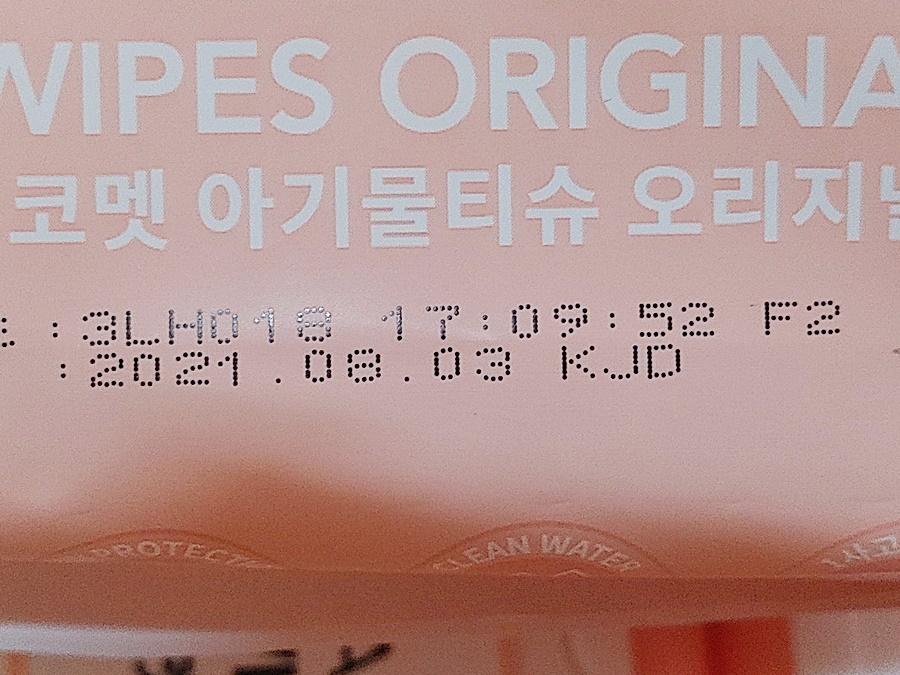 WIPES ORIGINA
코멧 아기물티슈 오리지널
:3LH018 17:09:52 F2
:2021.08.03 KJD
PROTECTI
CLEAN WATER